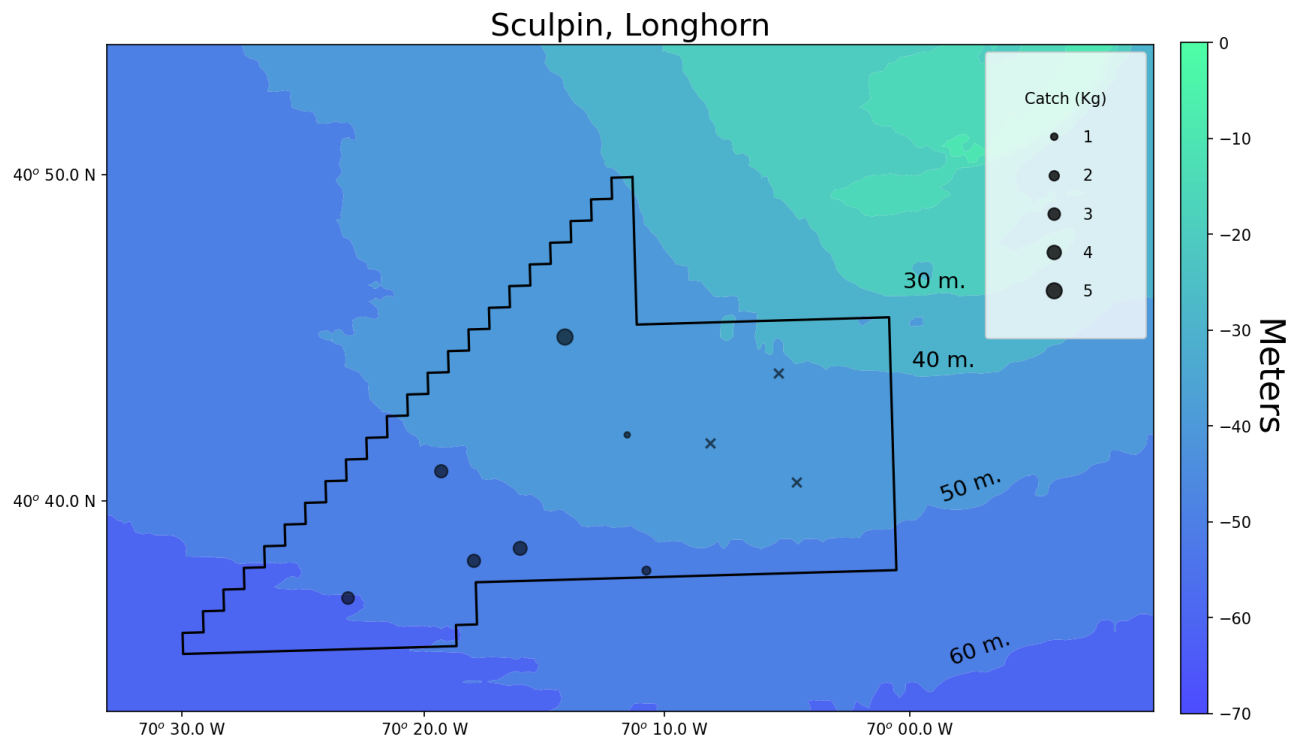 Sculpin, Longhorn
Catch (Kg)
1
2
3
4
5
40° 50.0 N
40° 40.0 N
30 m.
40 m.
50 m.
60 m.
70° 30.0 W
70° 20.0 W
70° 10.0 W
70° 00.0 W
0
−10
−20
−30
−40
−50
−60
−70
Meters